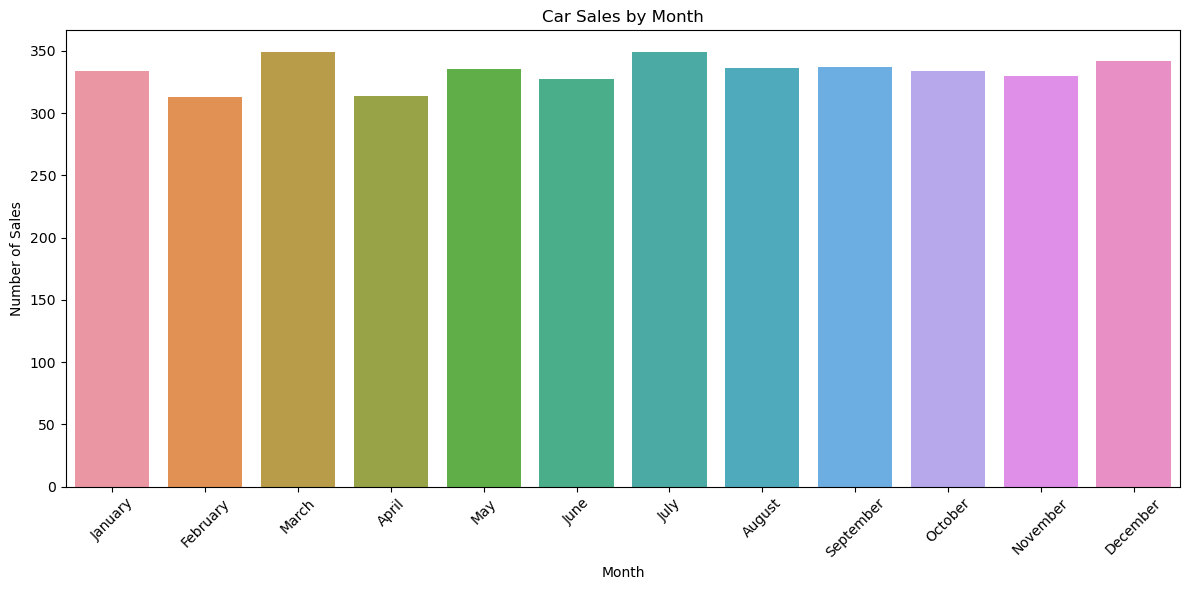 Car Sales by Month
Number of Sales
350
300
250
200
150
100
50
0
January
February
March
April
May
June
July
August
September
October
November
December
Month